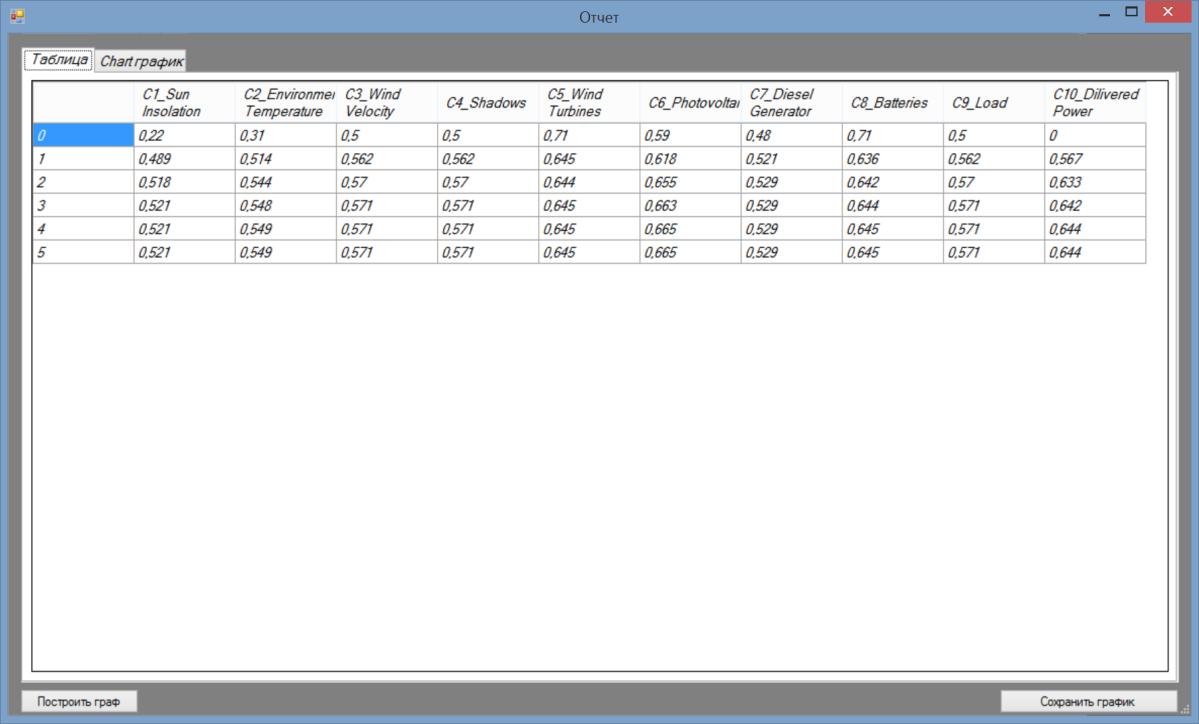 Отчет
Таблица Chart график
C1_Sun Insolation C2_Environmer Temperature C3_Wind Velocity C4_Shadows C5_Wind Turbines C6_Photovoltai C7_Diesel Generator C8_Batteries C9_Load C10_Dilivered Power
0 0,22 0,31 0,5 0,5 0,71 0,59 0,48 0,71 0,5 0
1 0,489 0,514 0,562 0,562 0,645 0,618 0,521 0,636 0,562 0,567
2 0,518 0,544 0,57 0,57 0,644 0,655 0,529 0,642 0,57 0,633
3 0,521 0,548 0,571 0,571 0,645 0,663 0,529 0,644 0,571 0,642
4 0,521 0,549 0,571 0,571 0,645 0,665 0,529 0,645 0,571 0,644
5 0,521 0,549 0,571 0,571 0,645 0,665 0,529 0,645 0,571 0,644
Построить граф Сохранить график